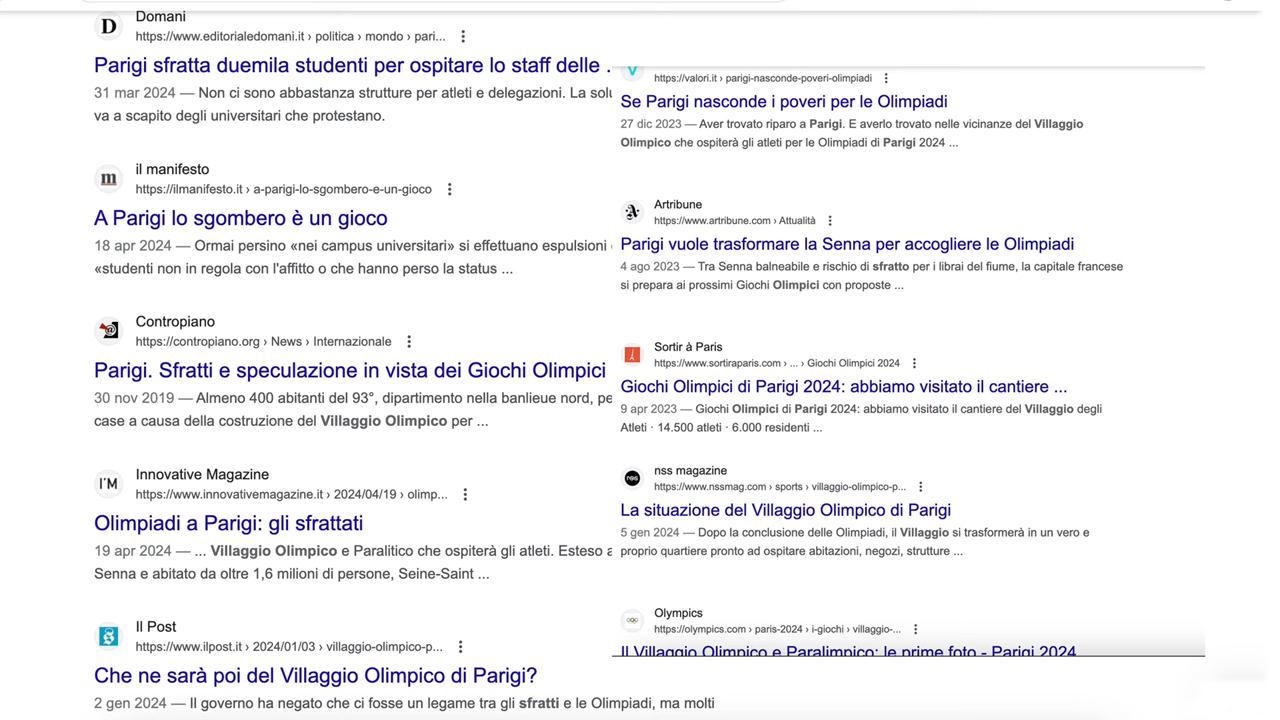 Domani
https://www.editorialedomani.it › politica › mondo › pari...
Parigi sfratta duemila studenti per ospitare lo staff delle .
31 mar 2024 — Non ci sono abbastanza strutture per atleti e delegazioni. La solu
va a scapito degli universitari che protestano.
il manifesto
https://ilmanifesto.it › a-parigi-lo-sgombero-e-un-gioco
A Parigi lo sgombero è un gioco
18 apr 2024 — Ormai persino «nei campus universitari» si effettuano espulsioni
«studenti non in regola con l'affitto o che hanno perso la status ...
Contropiano
https://contropiano.org › News › Internazionale
Parigi. Sfratti e speculazione in vista dei Giochi Olimpici
30 nov 2019 — Almeno 400 abitanti del 93°, dipartimento nella banlieue nord, pe
case a causa della costruzione del Villaggio Olimpico per ...
I'M
Innovative Magazine
https://www.innovativemagazine.it › 2024/04/19 › olimp...
Olimpiadi a Parigi: gli sfrattati
19 apr 2024 — ... Villaggio Olimpico e Paralitico che ospiterà gli atleti. Esteso a
Senna e abitato da oltre 1,6 milioni di persone, Seine-Saint ...
Il Post
https://www.ilpost.it › 2024/01/03 › villaggio-olimpico-p...
Che ne sarà poi del Villaggio Olimpico di Parigi?
2 gen 2024 — Il governo ha negato che ci fosse un legame tra gli sfratti e le Olimpiadi, ma molti
https://valori.it › parigi-nasconde-poveri-olimpiadi
Se Parigi nasconde i poveri per le Olimpiadi
27 dic 2023 — Aver trovato riparo a Parigi. E averlo trovato nelle vicinanze del Villaggio
Olimpico che ospiterà gli atleti per le Olimpiadi di Parigi 2024 ...
Artribune
https://www.artribune.com › Attualità
Parigi vuole trasformare la Senna per accogliere le Olimpiadi
4 ago 2023 — Tra Senna balneabile e rischio di sfratto per i librai del fiume, la capitale francese
si prepara ai prossimi Giochi Olimpici con proposte ...
Sortir à Paris
https://www.sortiraparis.com › ... › Giochi Olimpici 2024
Giochi Olimpici di Parigi 2024: abbiamo visitato il cantiere ...
9 apr 2023 — Giochi Olimpici di Parigi 2024: abbiamo visitato il cantiere del Villaggio degli
Atleti · 14.500 atleti · 6.000 residenti ...
nss magazine
https://www.nssmag.com › sports › villaggio-olimpico-p...
La situazione del Villaggio Olimpico di Parigi
5 gen 2024 — Dopo la conclusione delle Olimpiadi, il Villaggio si trasformerà in un vero e
proprio quartiere pronto ad ospitare abitazioni, negozi, strutture ...
Olympics
https://olympics.com › paris-2024 › i-giochi › villaggio-...
Il Villaggio Olimpico e Paralimpico: le prime foto - Parigi 2024